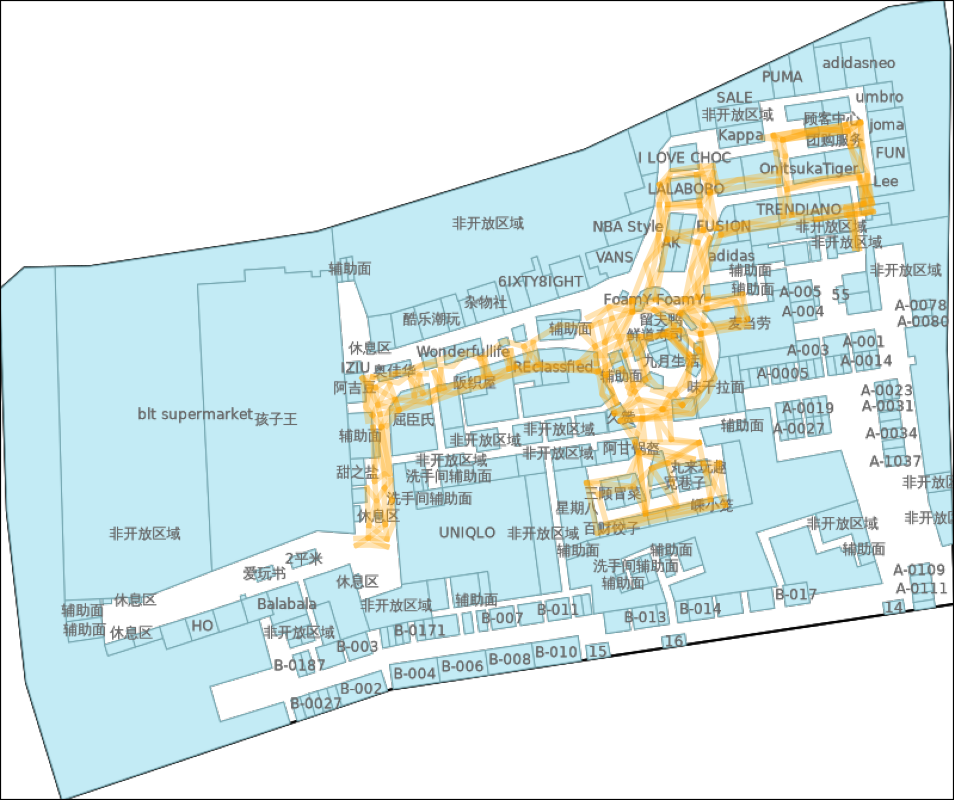 adidasneo
PUMA
SALE
umbro
非开放区域
顾客中心
joma
Kappa
团购服务
I LOVE CHOC
FUN
OnitsukaTiger
LALABOBO
Lee
TRENDIANO
非开放区域
NBA Style
FUSION
非开放区域
AK
非开放区域
VANS
adidas
辅助面
辅助面
非开放区域
6IXTY8IGHT
辅助面
A-005
55
杂物社
FoamY
FoamY
A-0078
A-004
酷乐潮玩
留夫鸭
麦当劳
A-0080
辅助面
鲜道寿司
休息区
Wonderfullife
A-003
A-001
IZIU
奥佳华
REclassfied
九月生活
A-0014
阿吉豆
阪织屋
辅助面
A-0005
味千拉面
A-0023
blt supermarket
孩子王
屈臣氏
A-0019
A-0031
辅助面
非开放区域
非开放区域
辅助面
A-0027
A-0034
非开放区域
非开放区域
阿甘锅盔
A-1037
甜之盐
洗手间辅助面
丸来玩趣
宽巷子
洗手间辅助面
三顾冒菜
星期八
嵘小笼
休息区
百财饺子
非开放区域
UNIQLO
非开放区域
非开放区域
辅助面
辅助面
辅助面
2平米
洗手间辅助面
爱玩书
休息区
辅助面
A-0109
A-0111
辅助面
休息区
Balabala
非开放区域
辅助面
B-017
辅助面
休息区
HO
非开放区域
B-0171
B-007
B-011
B-013
B-014
14
B-003
16
B-0187
B-004
B-006
B-008
B-010
15
B-002
B-0027